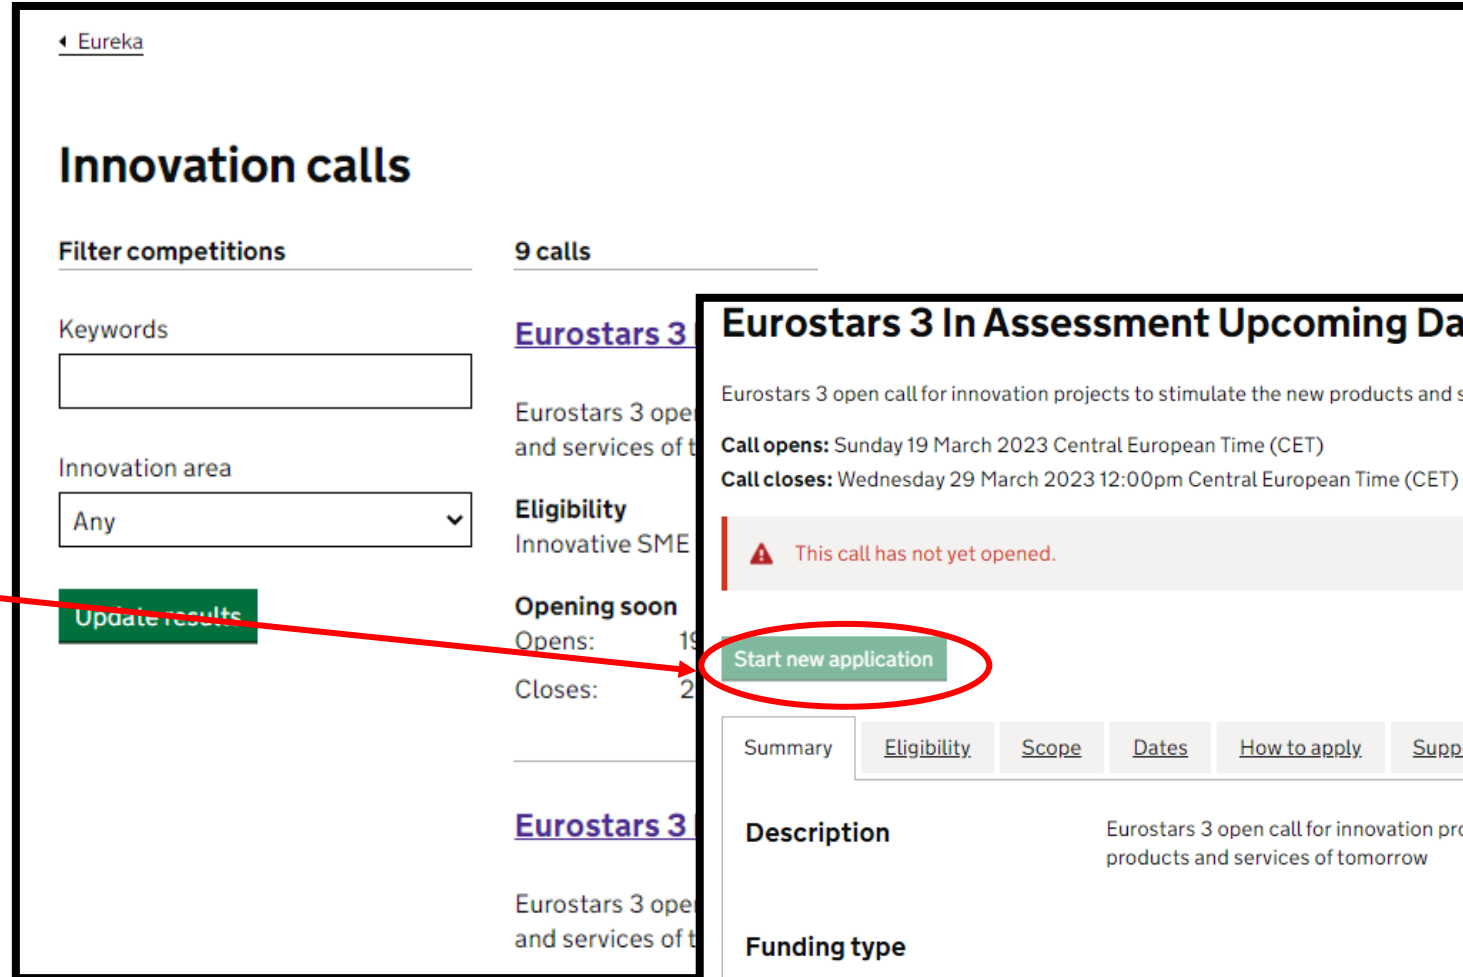 Eureka
Innovation calls
Filter competitions
Keywords
Innovation area
Any
Update results
9 calls
Eurostars 3
Eurostars 3
and services of
Eligibility
Innovative SME
Opening soon
Opens:
Closes:
Eurostars 3
Eurostars 3
and services of
Eurostars 3 In Assessment Upcoming
Eurostars 3 open call for innovation projects to stimulate the new products and
Call opens: Sunday 19 March 2023 Central European Time (CET)
Call closes: Wednesday 29 March 2023 12:00pm Central European Time (CET)
This call has not yet opened.
Start new application
Summary Eligibility Scope Dates How to apply
Description
Eurostars 3 open call for innovation
products and services of tomorrow
Funding type